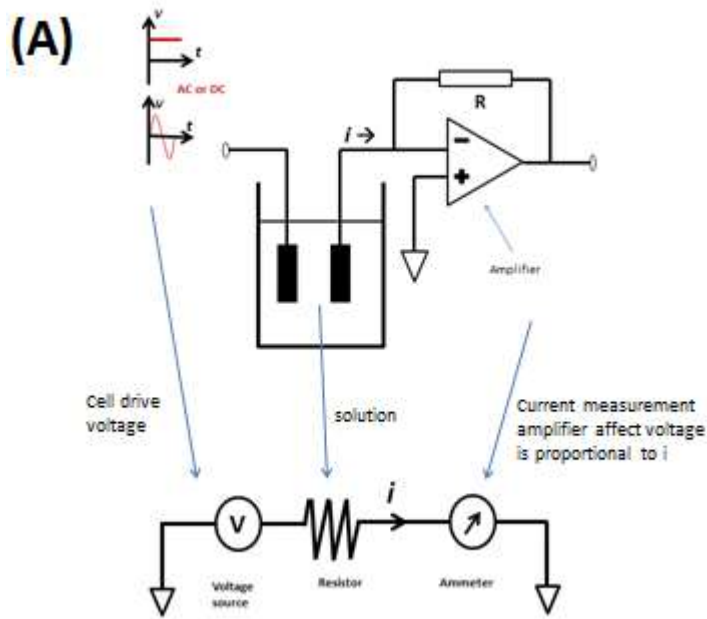 (A)
v
t
AC or DC
v
t
i →
R
−
+
Amplifier
Cell drive
voltage
solution
Current measurement
amplifier affect voltage
is proportional to i
i
V
Voltage
source
Resistor
Ammeter